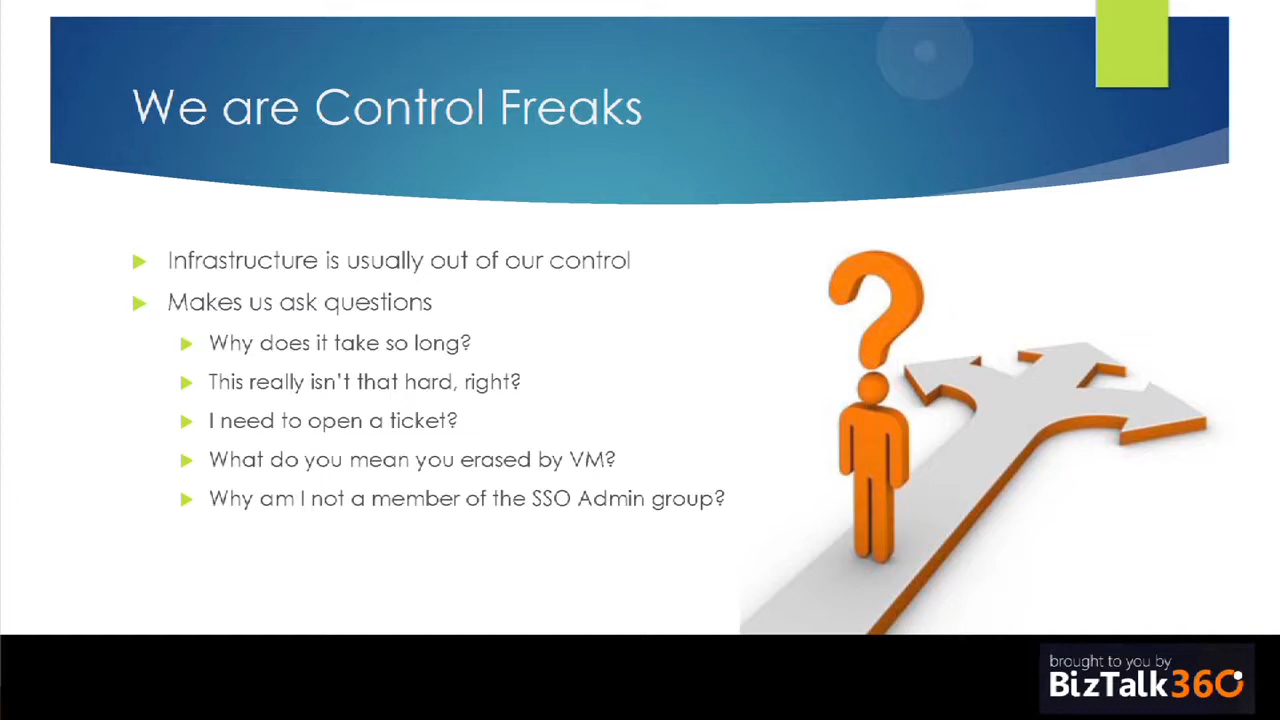 We are Control Freaks
Infrastructure is usually out of our control
Makes us ask questions
Why does it take so long?
This really isn't that hard, right?
I need to open a ticket?
What do you mean you erased by VM?
Why am I not a member of the SSO Admin group?
?
brought to you by
BizTalk360